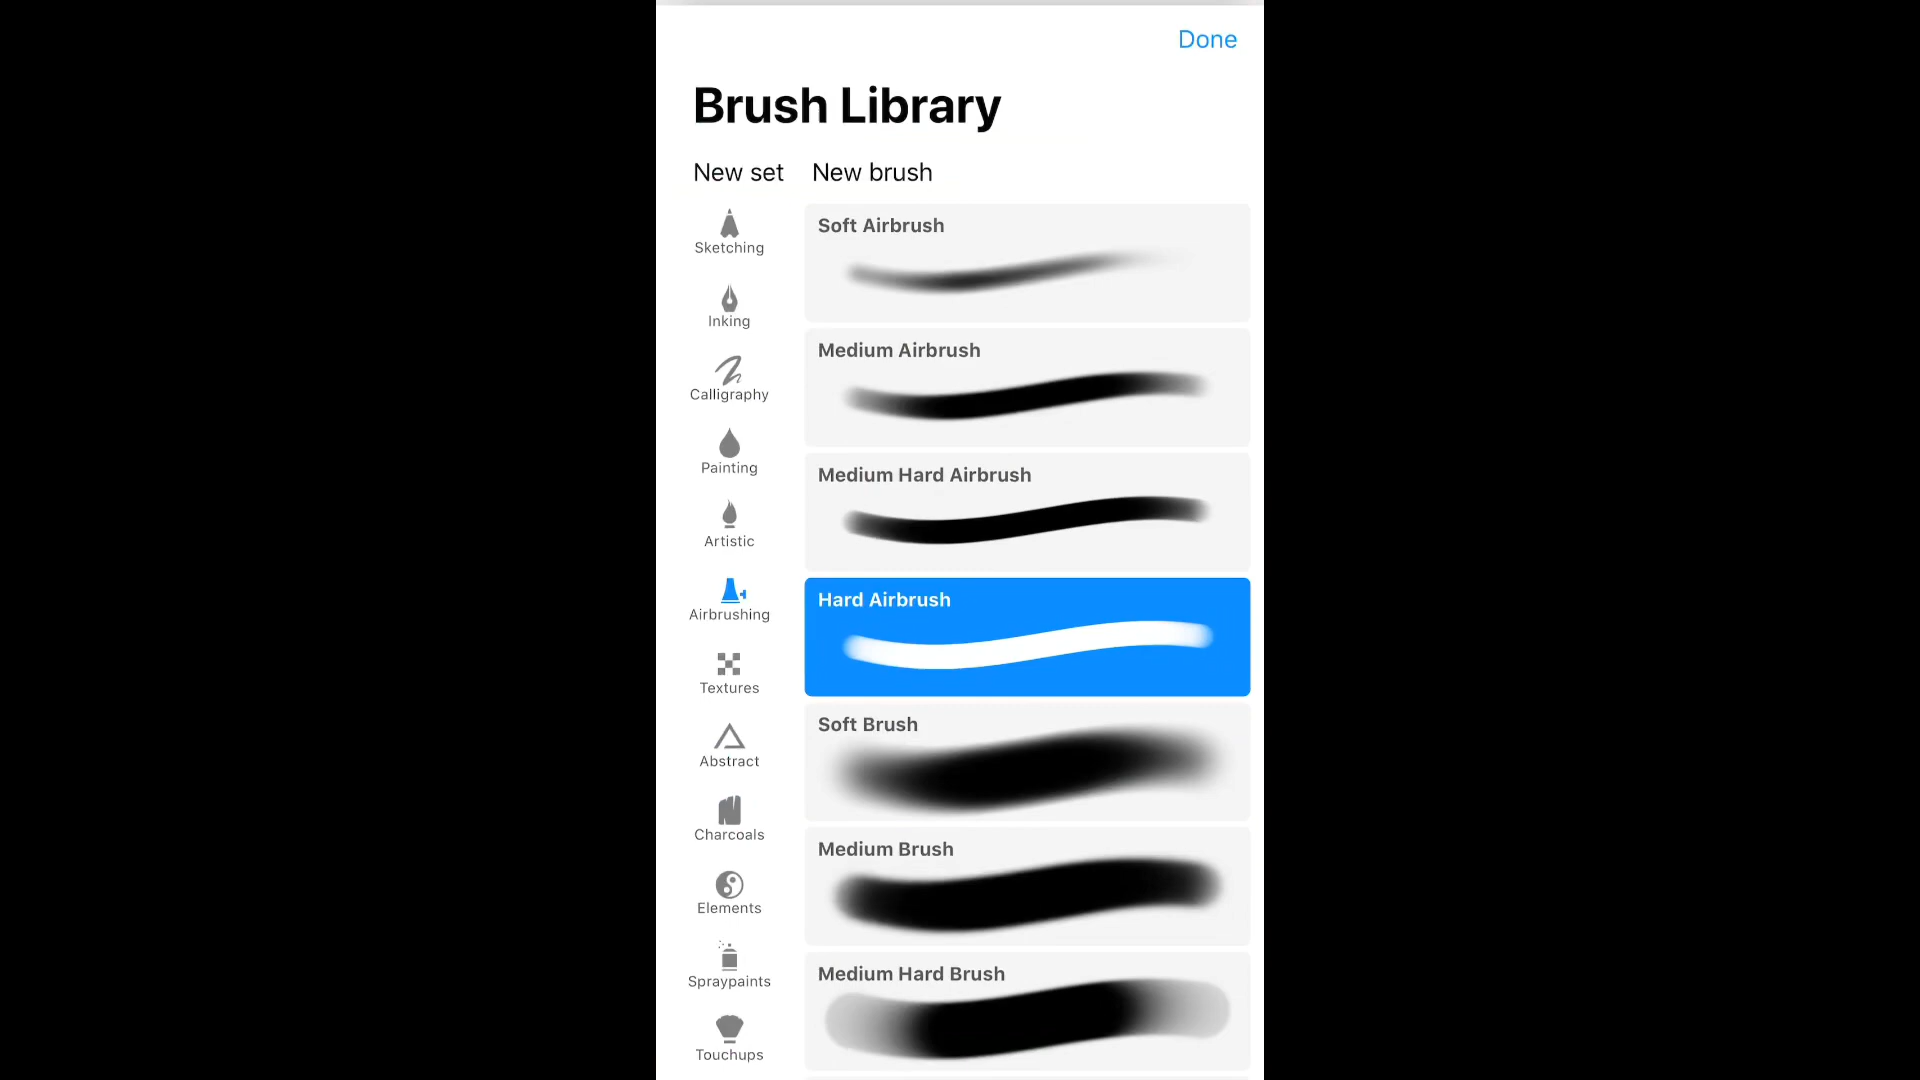 Done
Brush Library
New set
New brush
Sketching
Inking
Calligraphy
Painting
Artistic
Airbrushing
Textures
Abstract
Charcoals
Elements
Spraypaints
Touchups
Soft Airbrush
Medium Airbrush
Medium Hard Airbrush
Hard Airbrush
Soft Brush
Medium Brush
Medium Hard Brush